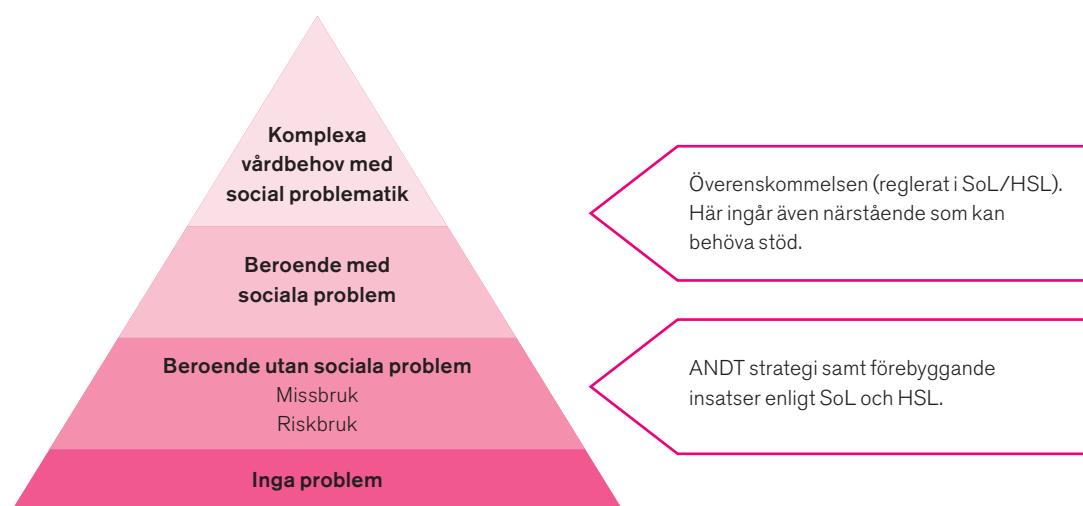 Komplexa
vårdbehov med
social problematik
Överenskommelsen (reglerat i SoL/HSL).
Här ingår även närstående som kan
behöva stöd.
Beroende med
sociala problem
Beroende utan sociala problem
Missbruk
Riskbruk
ANDT strategi samt förebyggande
insatser enligt SoL och HSL.
Inga problem